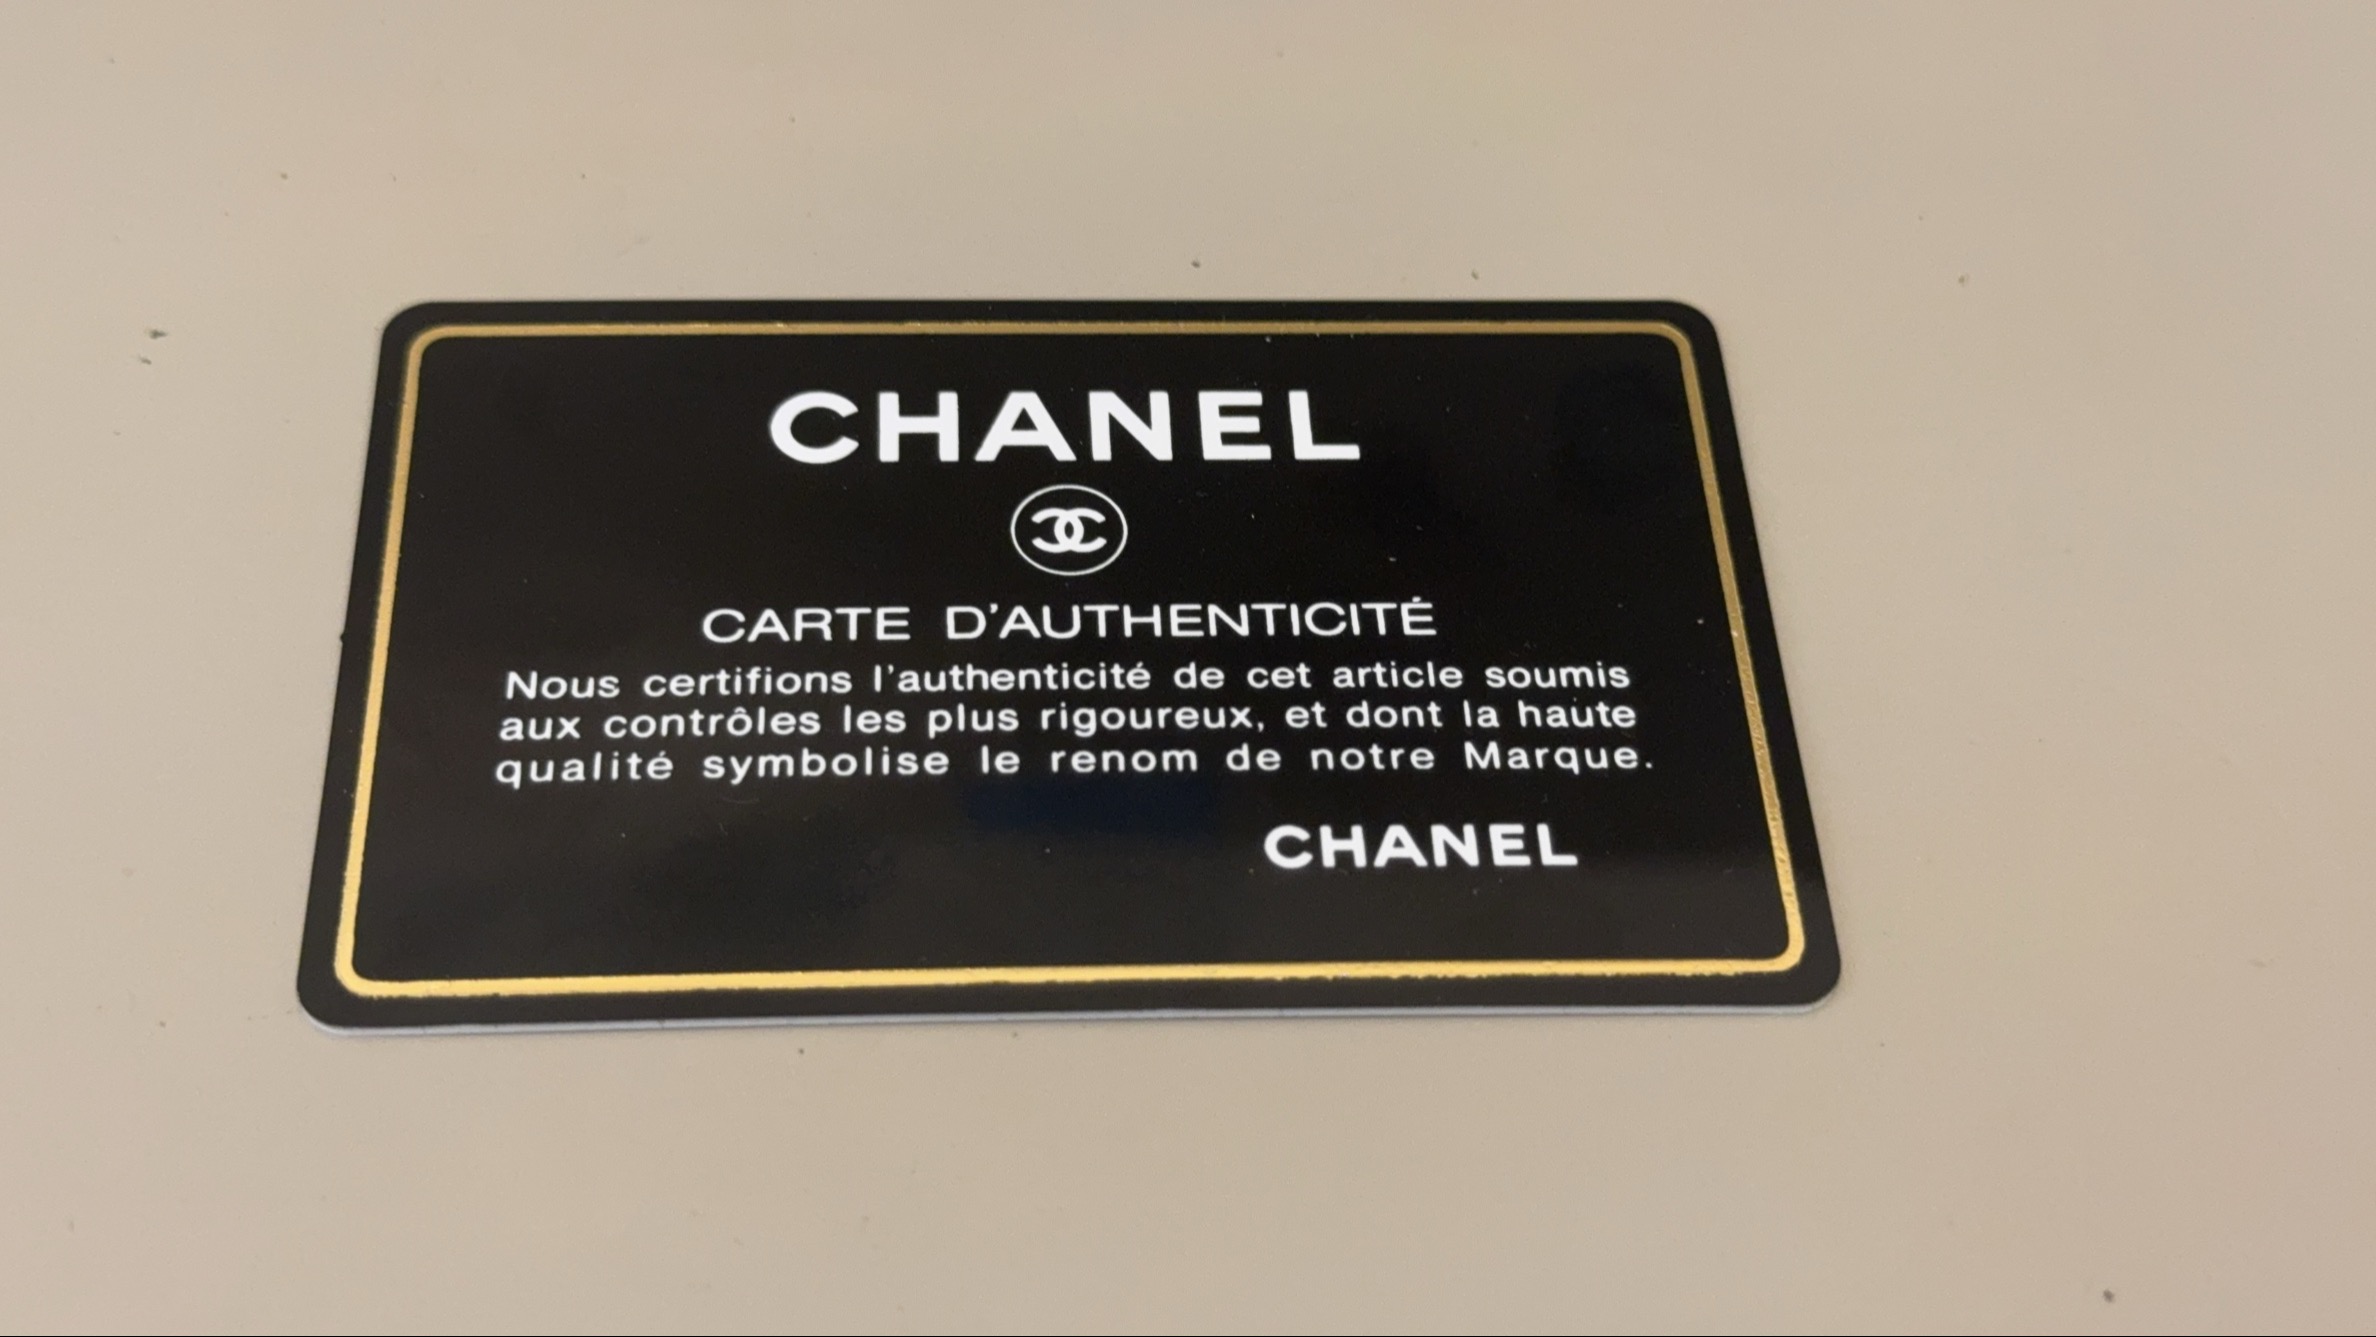 CHANEL
CARTE D'AUTHENTICITÉ
Nous certifions l'authenticité de cet article soumis
aux contrôles les plus rigoureux, et dont la haute
qualité symbolise le renom de notre Marque.
CHANEL